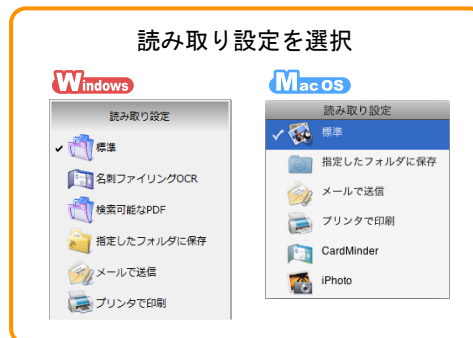 読み取り設定を選択
Windows
読み取り設定
標準
名刺ファイリングOCR
検索可能なPDF
指定したフォルダに保存
メールで送信
プリンタで印刷
Mac OS
読み取り設定
標準
指定したフォルダに保存
メールで送信
プリンタで印刷
CardMinder
iPhoto